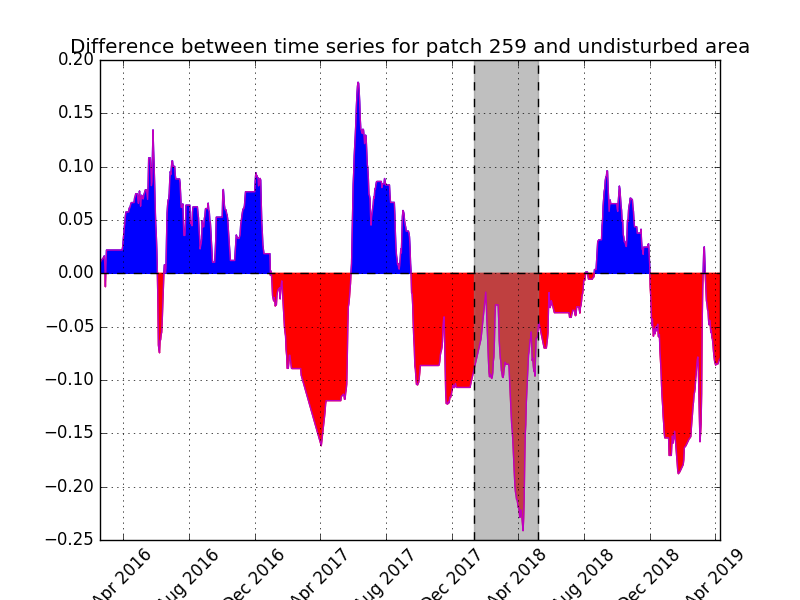 Difference between time series for patch 259 and undisturbed area
0.20
0.15
0.10
0.05
0.00
−0.05
−0.10
−0.15
−0.20
−0.25
Apr 2016
Aug 2016
Dec 2016
Apr 2017
Aug 2017
Dec 2017
Apr 2018
Aug 2018
Dec 2018
Apr 2019